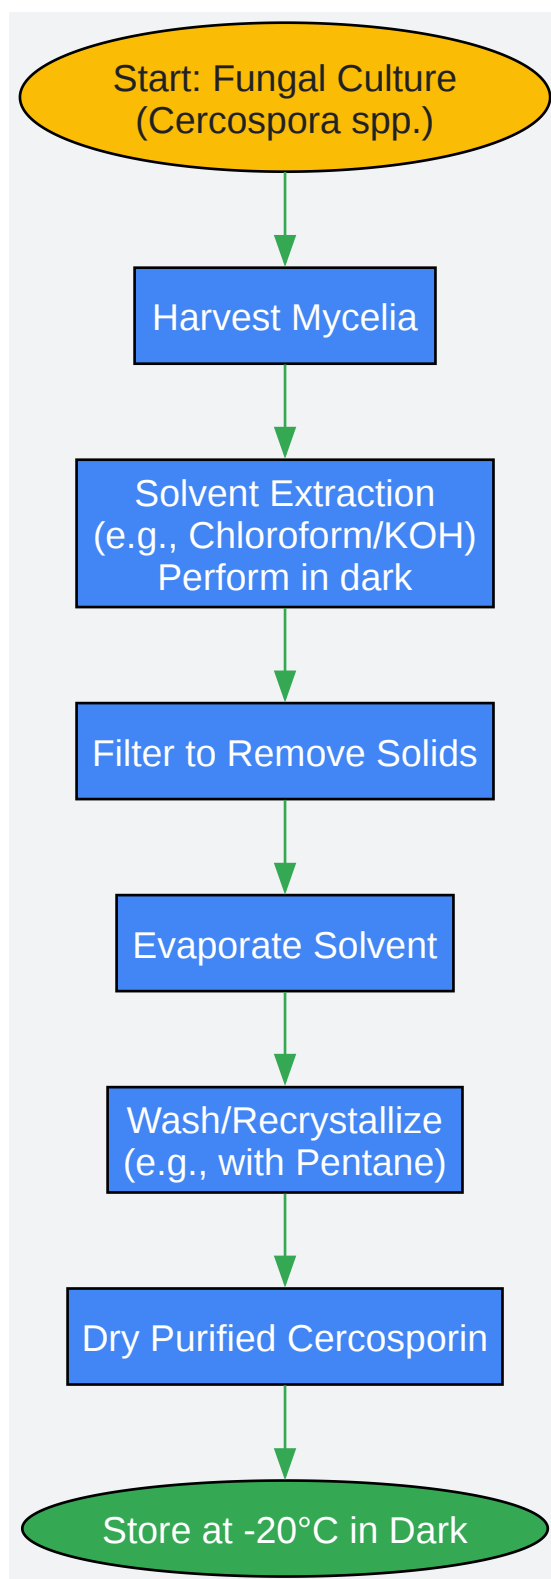 Start: Fungal Culture
(Cercospora spp.)
Harvest Mycelia
Solvent Extraction
(e.g., Chloroform/KOH)
Perform in dark
Filter to Remove Solids
Evaporate Solvent
Wash/Recrystallize
(e.g., with Pentane)
Dry Purified Cercosporin
Store at -20°C in Dark